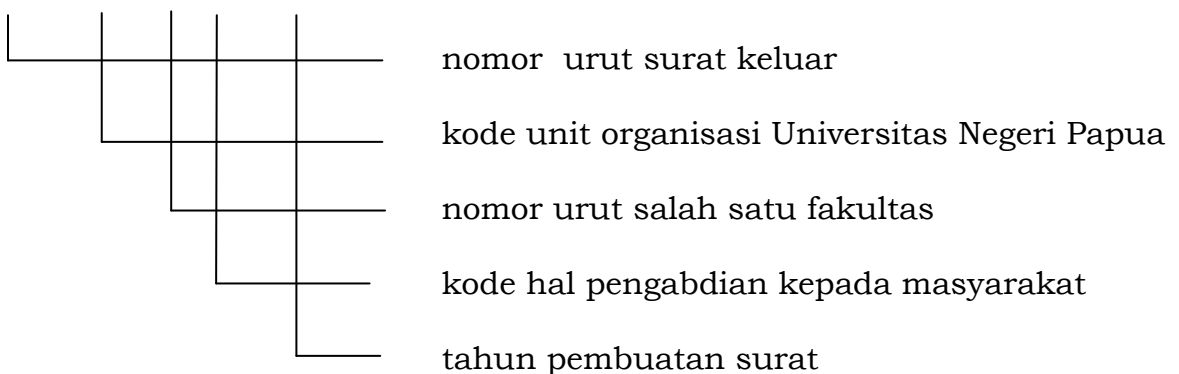 nomor urut surat keluar
kode unit organisasi Universitas Negeri Papua
nomor urut salah satu fakultas
kode hal pengabdian kepada masyarakat
tahun pembuatan surat